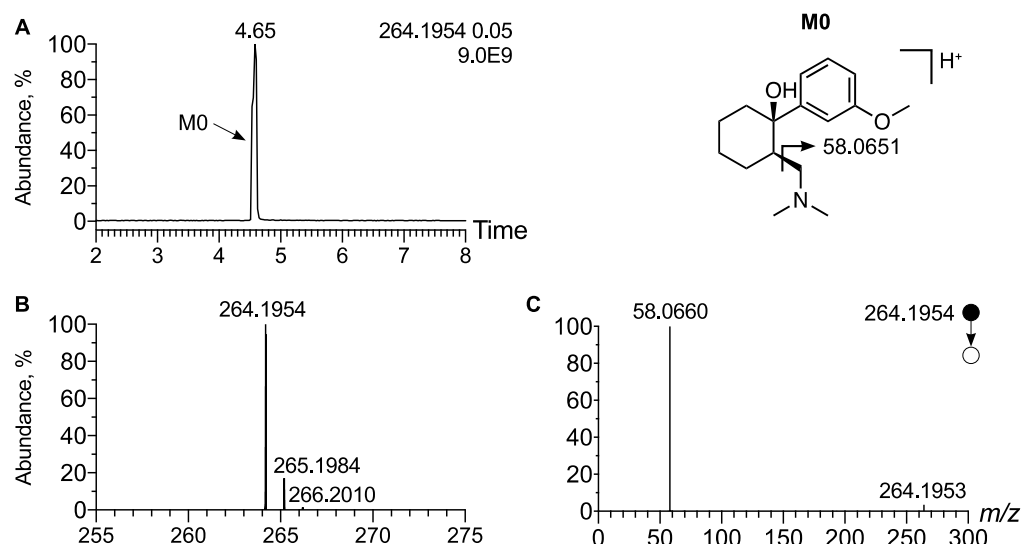 A
Abundance, %
100
80
60
40
20
0
4.65
264.1954 0.05
9.0E9
M0
2 3 4 5 6 7 8
Time
M0
OH
O
N
H+
58.0651
B
Abundance, %
100
80
60
40
20
0
264.1954
265.1984
266.2010
255 260 265 270 275
C
100
80
60
40
20
0
58.0660
264.1954
264.1953
0 50 100 150 200 250 300
m/z